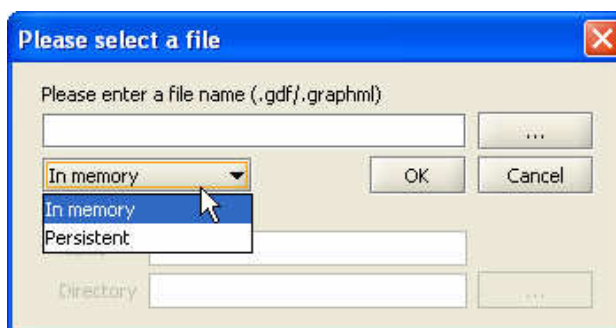 Please select a file
Please enter a file name (.gdf/.graphml)
...
In memory OK Cancel
In memory
Persistent
Directory ...